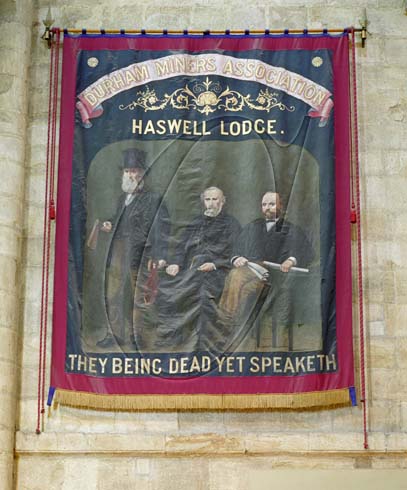 DURHAM MINERS ASSOCIATION
HASWELL LODGE.
THEY BEING DEAD YET SPEAKETH